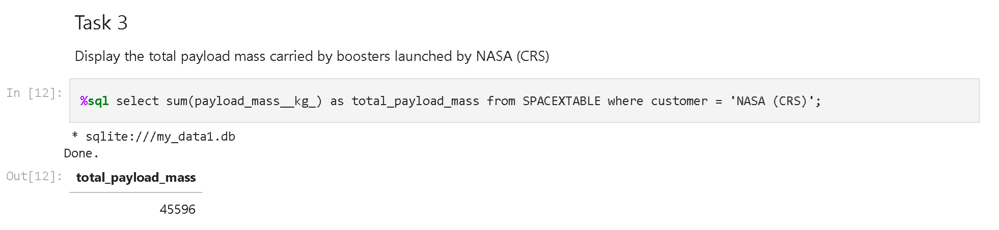 Task 3
Display the total payload mass carried by boosters launched by NASA (CRS)
In [12]: %sql select sum(payload_mass__kg_) as total_payload_mass from SPACEXTABLE where customer = 'NASA (CRS)';
* sqlite:///my_data1.db
Done.
Out[12]: total_payload_mass
45596